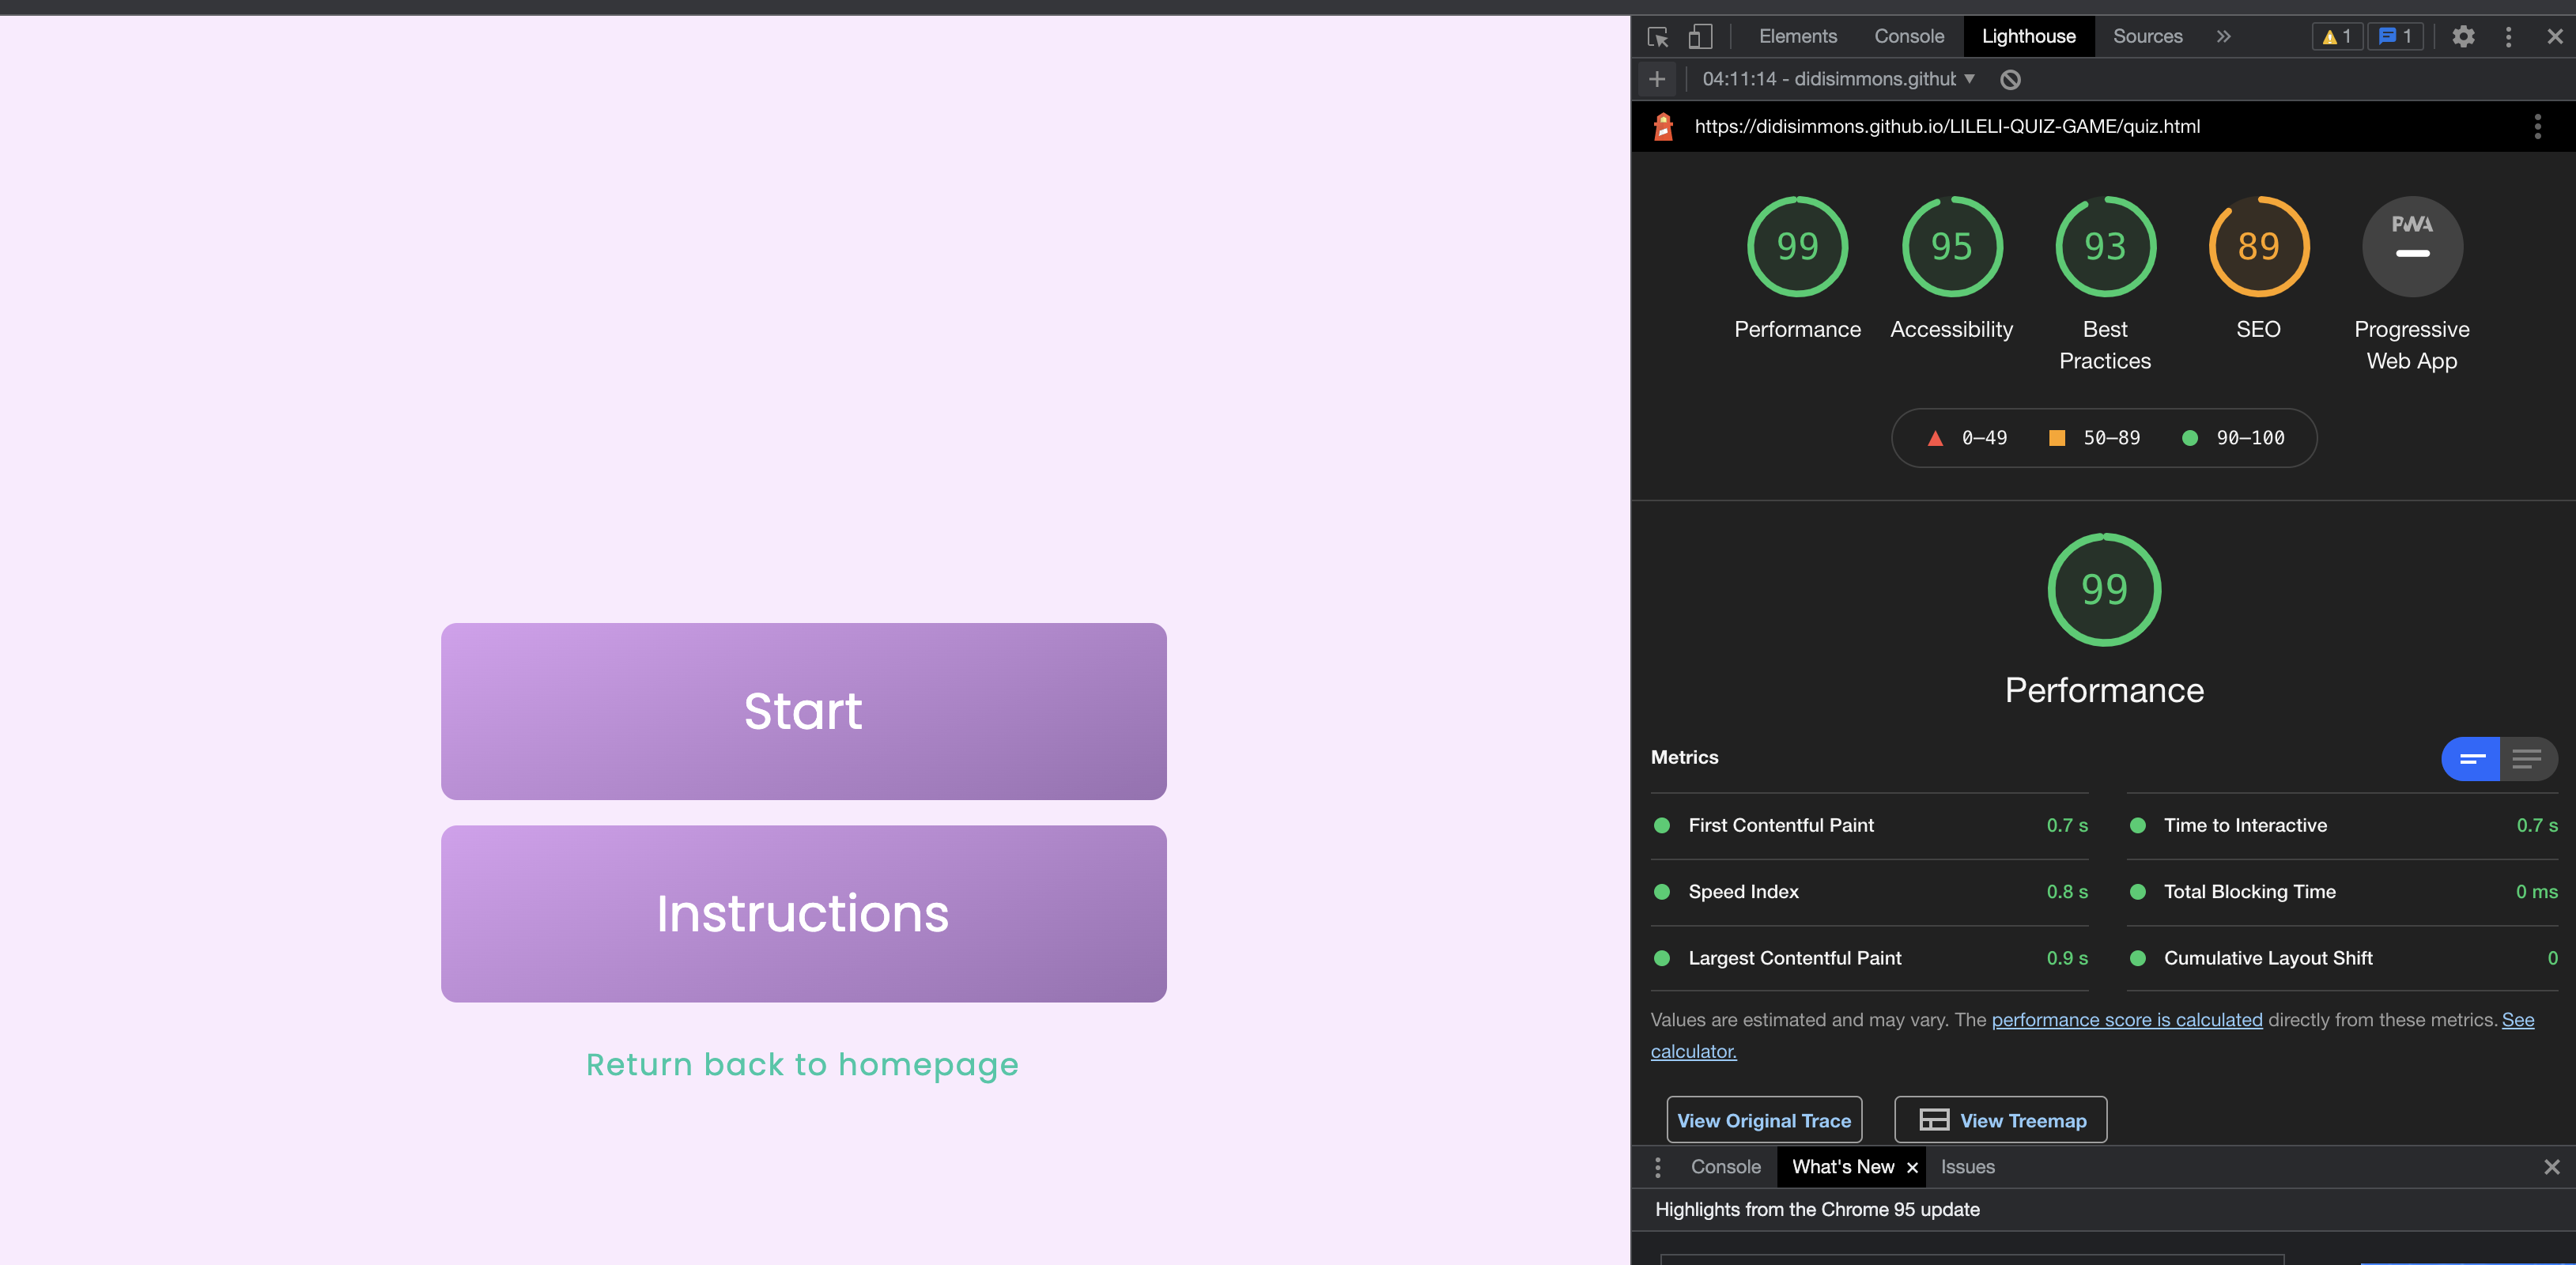 Start
Instructions
Return back to homepage
Elements Console Lighthouse Sources » 1 1
04:11:14 - didisimmons.github
https://didisimmons.github.io/LILELI-QUIZ-GAME/quiz.html
99 95 93 89 PWA
Performance Accessibility Best Practices SEO Progressive Web App
0–49 50–89 90–100
99
Performance
Metrics
First Contentful Paint 0.7 s Time to Interactive 0.7 s
Speed Index 0.8 s Total Blocking Time 0 ms
Largest Contentful Paint 0.9 s Cumulative Layout Shift 0
Values are estimated and may vary. The performance score is calculated directly from these metrics. See
calculator.
View Original Trace View Treemap
Console What's New × Issues
Highlights from the Chrome 95 update